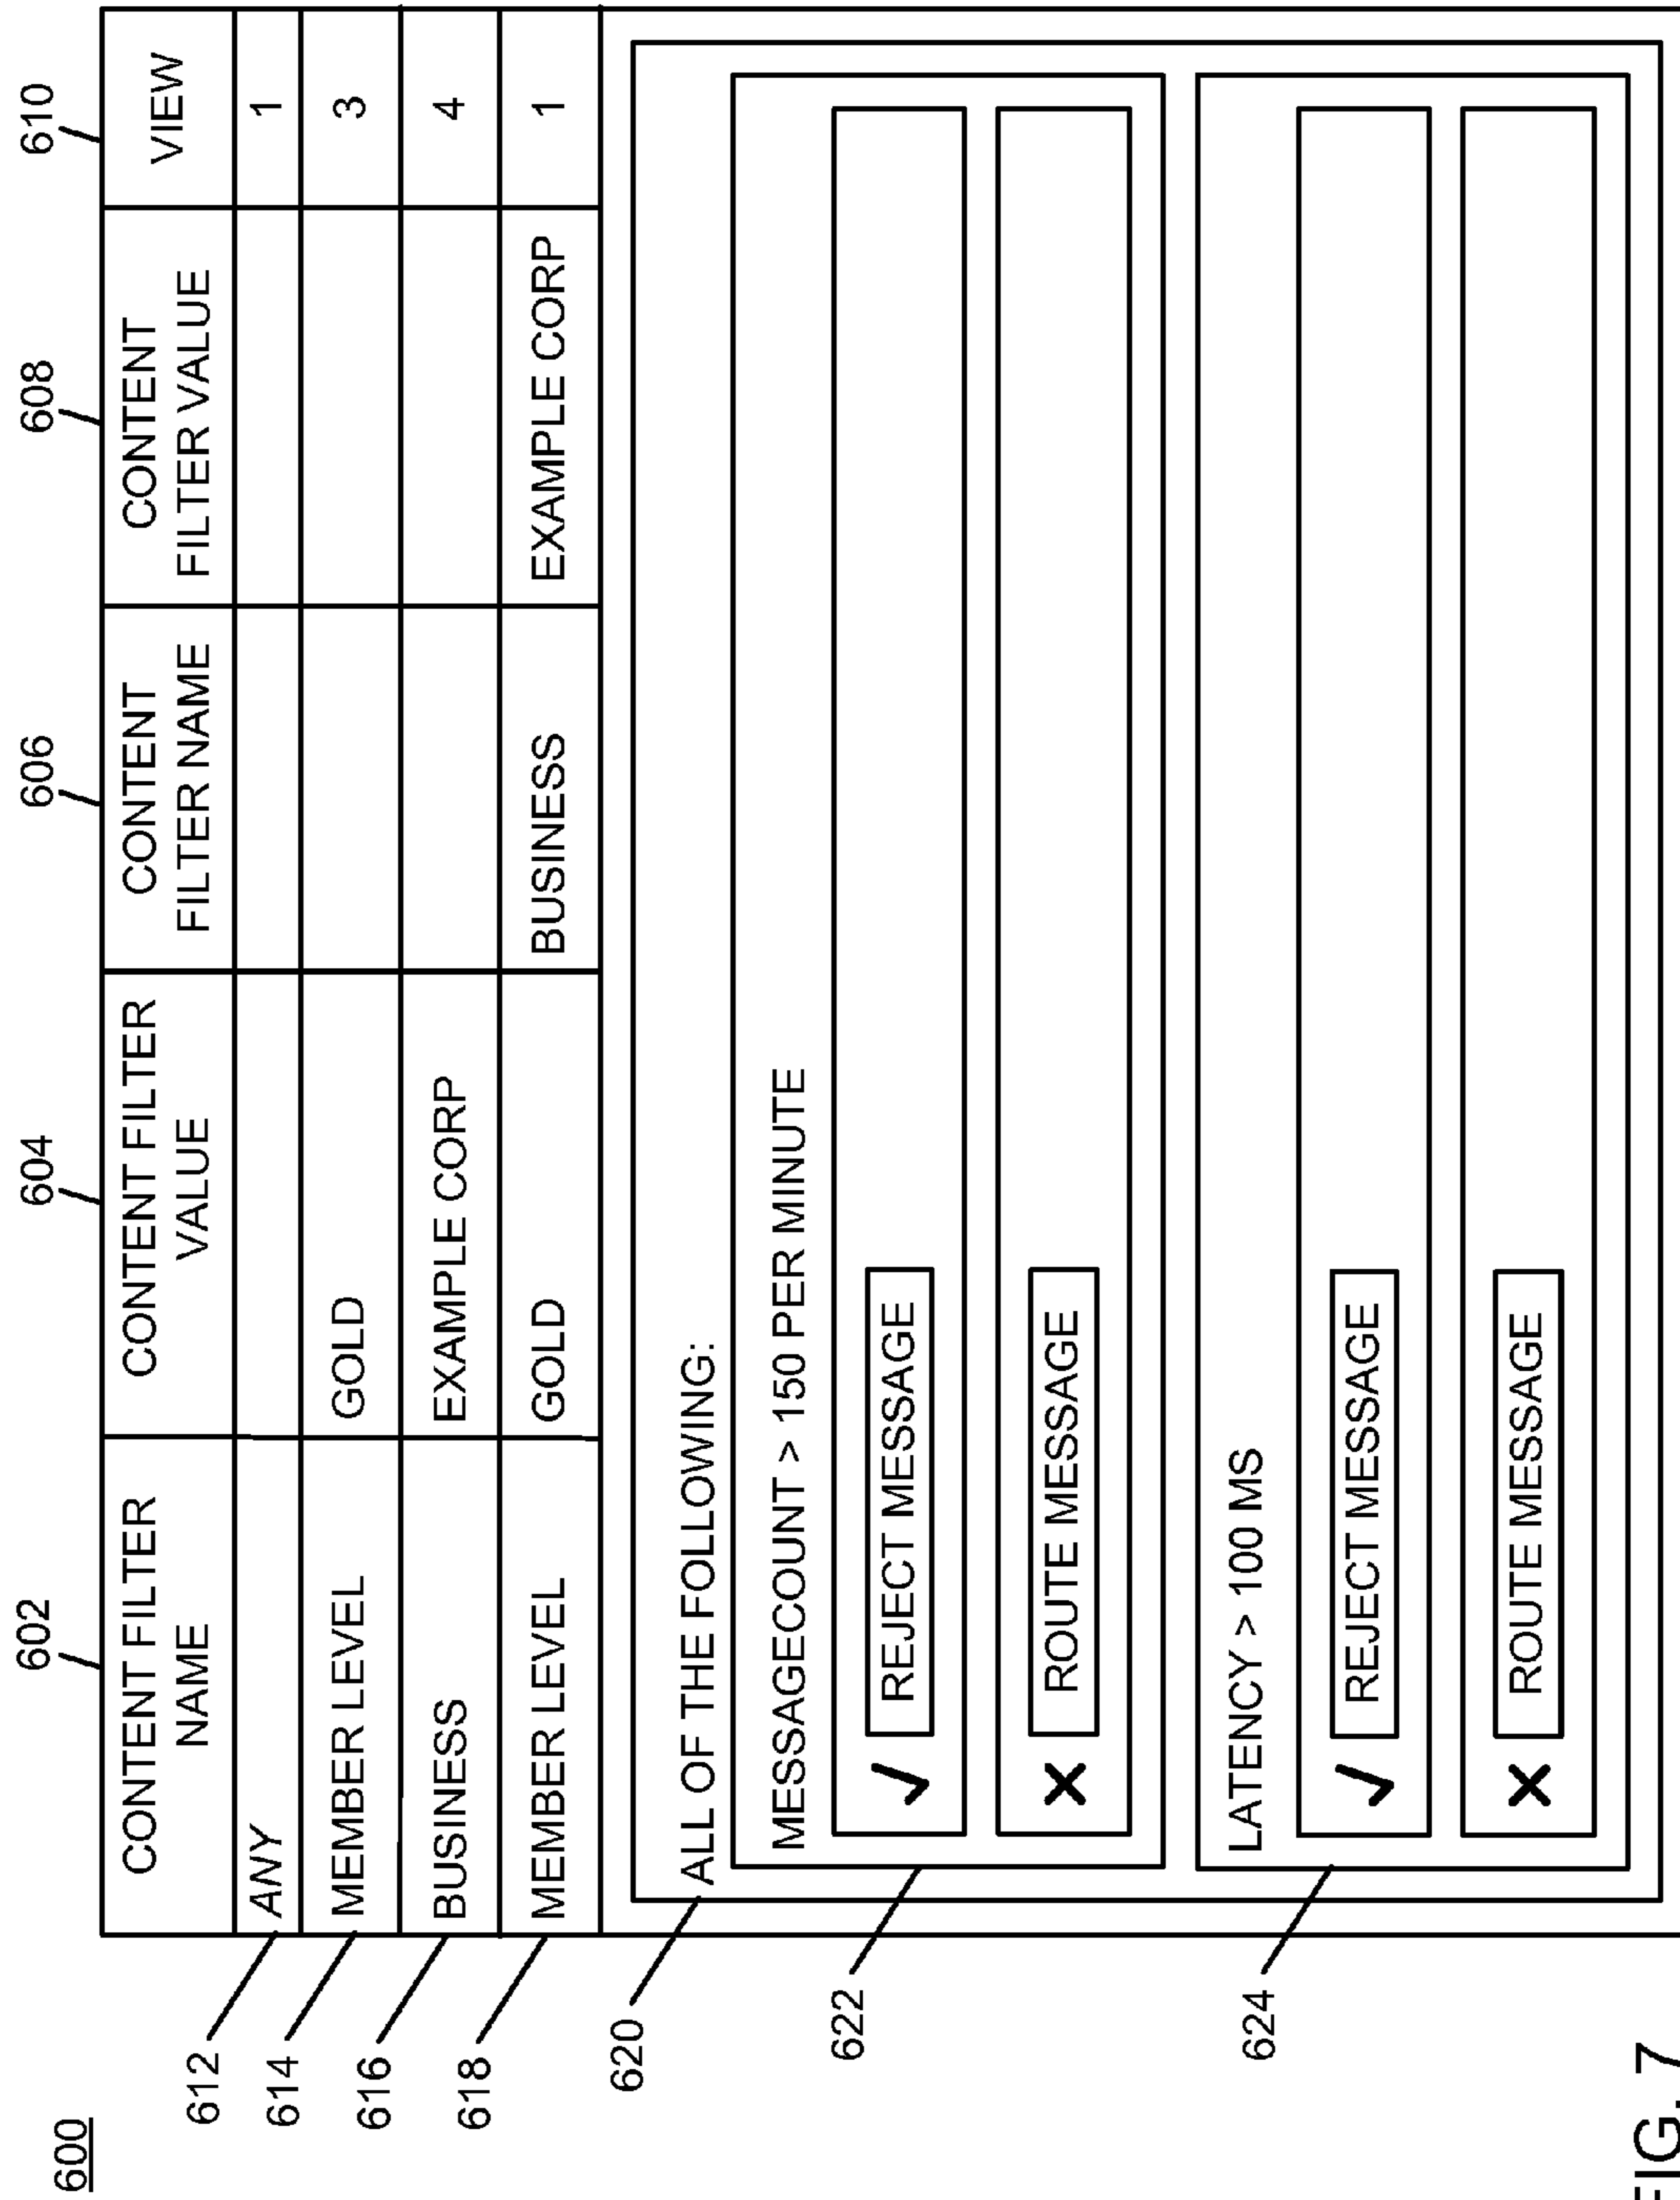 600
602
604
606
608
610
CONTENT FILTER
NAME
CONTENT FILTER
VALUE
CONTENT
FILTER NAME
CONTENT
FILTER VALUE
VIEW
612
ANY
1
614
MEMBER LEVEL
GOLD
3
616
BUSINESS
EXAMPLE CORP
4
618
MEMBER LEVEL
GOLD
BUSINESS
EXAMPLE CORP
1
620
ALL OF THE FOLLOWING:
622
MESSAGECOUNT > 150 PER MINUTE
REJECT MESSAGE
ROUTE MESSAGE
624
LATENCY > 100 MS
REJECT MESSAGE
ROUTE MESSAGE
FIG. 7